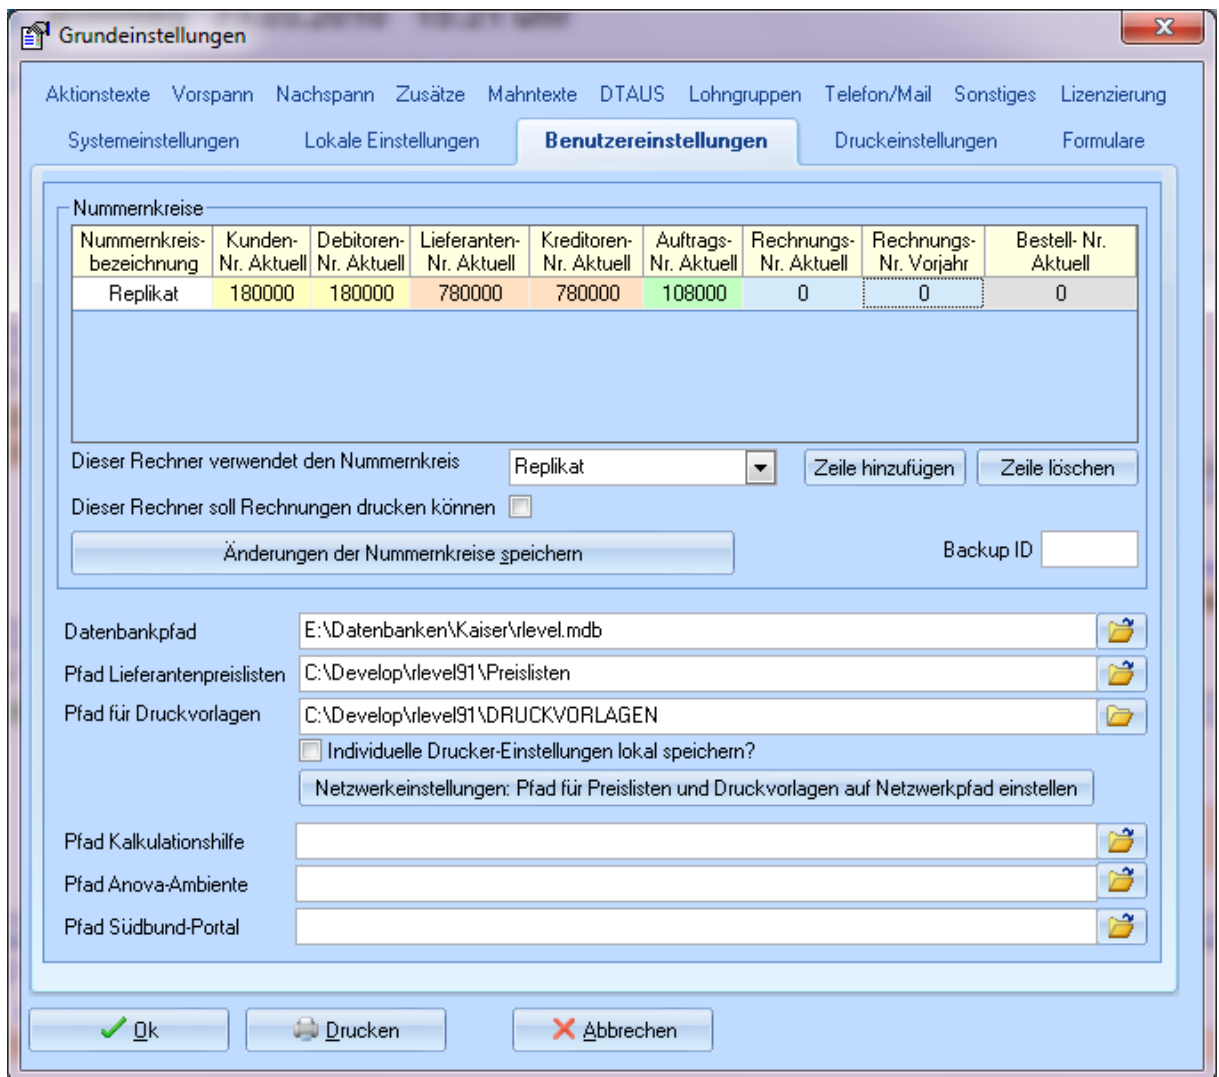 Grundeinstellungen
Aktionstexte Vorspann Nachspann Zusätze Mahntexte DTAUS Lohngruppen Telefon/Mail Sonstiges Lizenzierung
Systemeinstellungen Lokale Einstellungen Benutzereinstellungen Druckeinstellungen Formulare
Nummernkreise
Nummernkreis- Kunden- Debitoren- Lieferanten- Kreditoren- Auftrags- Rechnungs- Rechnungs- Bestell- Nr.
bezeichnung Nr. Aktuell Nr. Aktuell Nr. Aktuell Nr. Aktuell Nr. Aktuell Nr. Aktuell Nr. Vorjahr Aktuell
Replikat 180000 180000 780000 780000 108000 0 0 0
Dieser Rechner verwendet den Nummernkreis Replikat Zeile hinzufügen Zeile löschen
Dieser Rechner soll Rechnungen drucken können
Änderungen der Nummernkreise speichern Backup ID
Datenbankpfad E:\Datenbanken\Kaiser\rlevel.mdb
Pfad Lieferantenpreislisten C:\Develop\rlevel91\Preislisten
Pfad für Druckvorlagen C:\Develop\rlevel91\DRUCKVORLAGEN
Individuelle Drucker-Einstellungen lokal speichern?
Netzwerkeinstellungen: Pfad für Preislisten und Druckvorlagen auf Netzwerkpfad einstellen
Pfad Kalkulationshilfe
Pfad Anova-Ambiente
Pfad Südbund-Portal
Ok Drucken Abbrechen